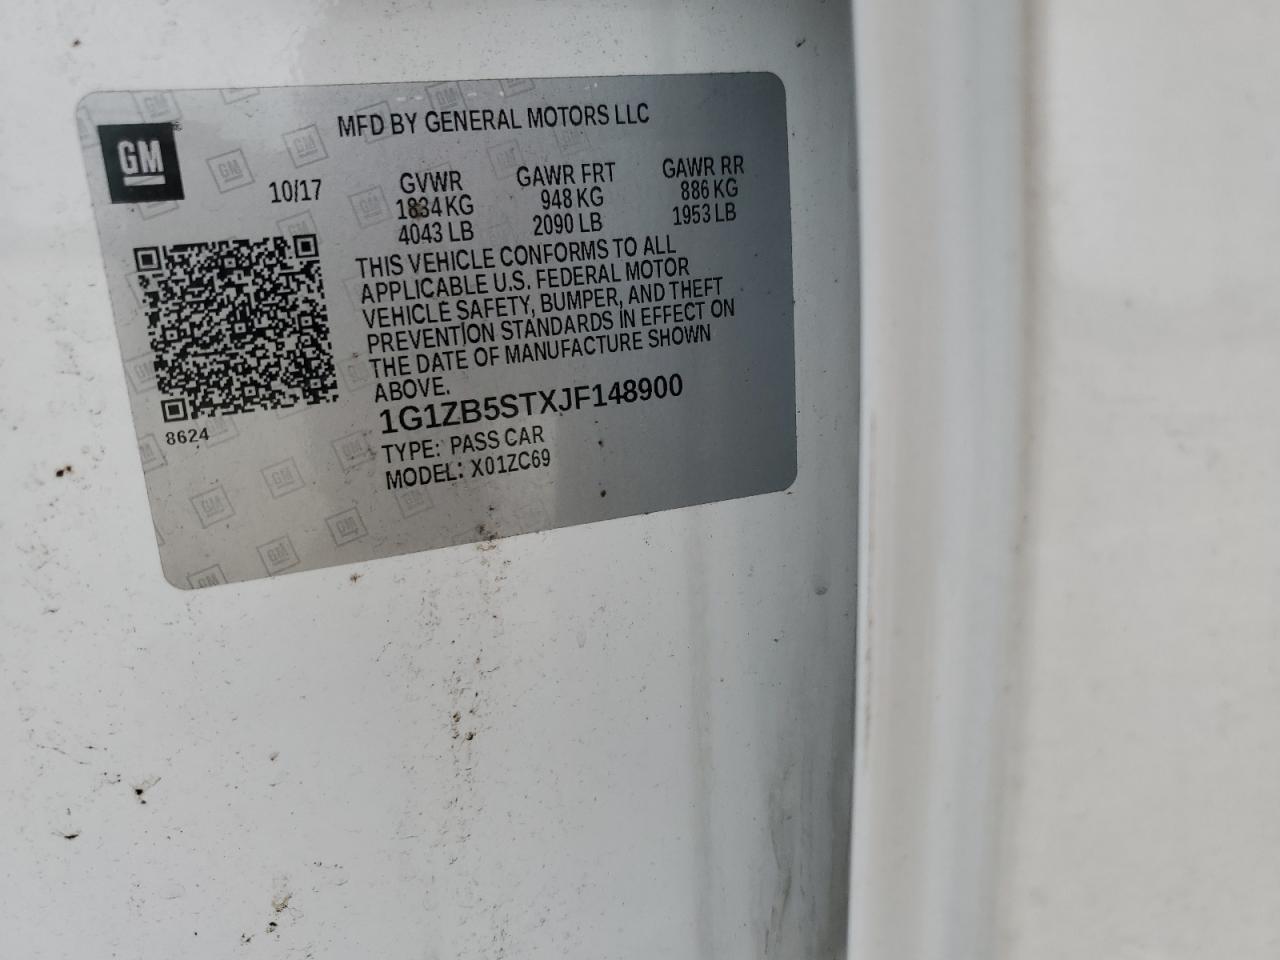 MFD BY GENERAL MOTORS LLC
GM
10/17
GVWR GAWR FRT GAWR RR
1834 KG 948 KG 886 KG
4043 LB 2090 LB 1953 LB
THIS VEHICLE CONFORMS TO ALL
APPLICABLE U.S. FEDERAL MOTOR
VEHICLE SAFETY, BUMPER, AND THEFT
PREVENTION STANDARDS IN EFFECT ON
THE DATE OF MANUFACTURE SHOWN
ABOVE.
1G1ZB5STXJF148900
8624
TYPE: PASS CAR
MODEL: X01ZC69